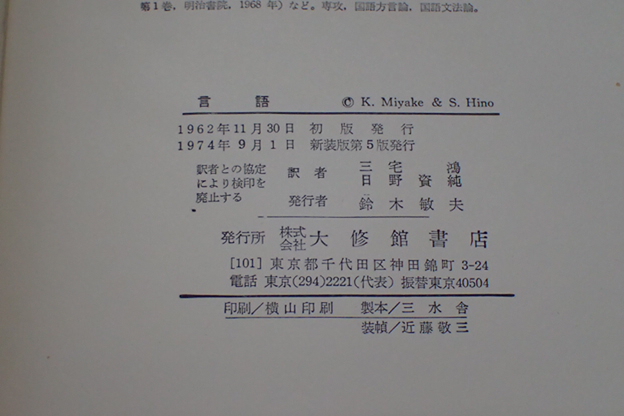 第1巻，明治書院，1968年）など。専攻，国語方言論，国語文法論。
言語 © K. Miyake & S. Hino
1962年11月30日 初版発行
1974年9月1日 新装版第5版発行
訳者との協定により検印を廃止する
訳者 三宅鴻
日野資純
発行者 鈴木敏夫
発行所 株式会社 大修館書店
[101] 東京都千代田区神田錦町 3-24
電話 東京(294)2221(代表) 振替東京40504
印刷/横山印刷 製本/三水舎
装幀/近藤敬三